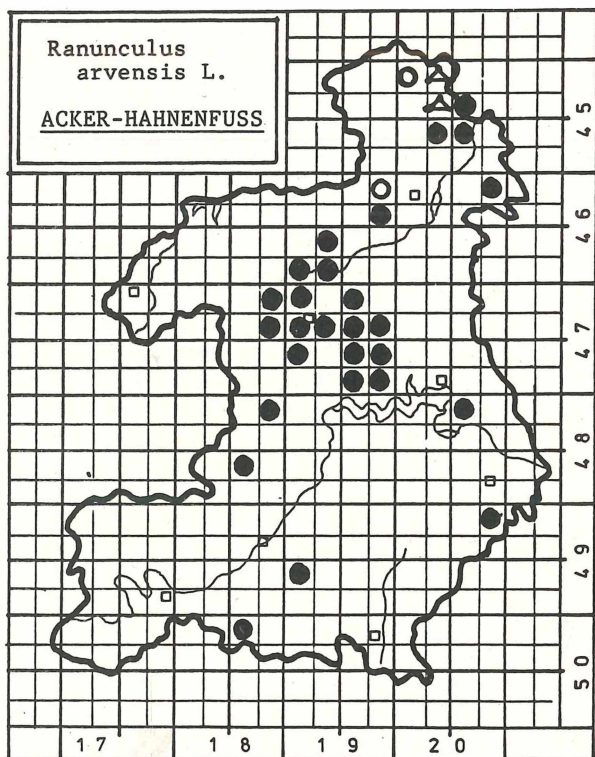 Ranunculus
arvensis L.
ACKER-HAHNENFUSS
45
46
47
48
49
50
17 18 19 20